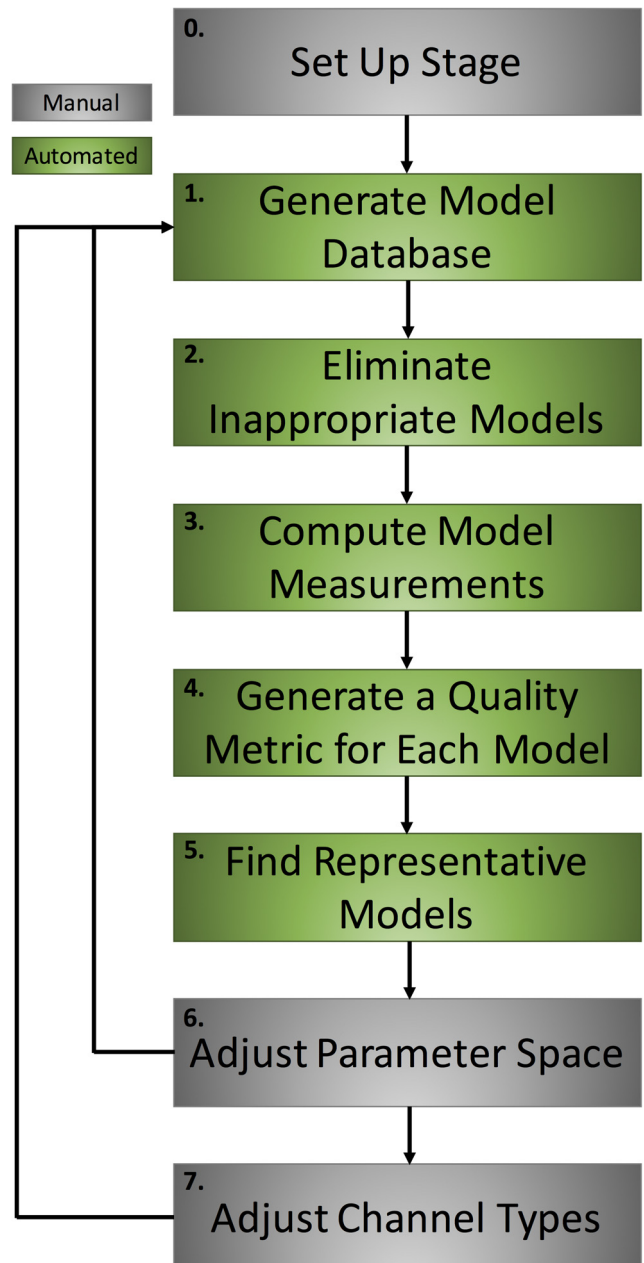 0.
Set Up Stage
Manual
Automated
1.
Generate Model
Database
2.
Eliminate
Inappropriate Models
3.
Compute Model
Measurements
4.
Generate a Quality
Metric for Each Model
5.
Find Representative
Models
6.
Adjust Parameter Space
7.
Adjust Channel Types